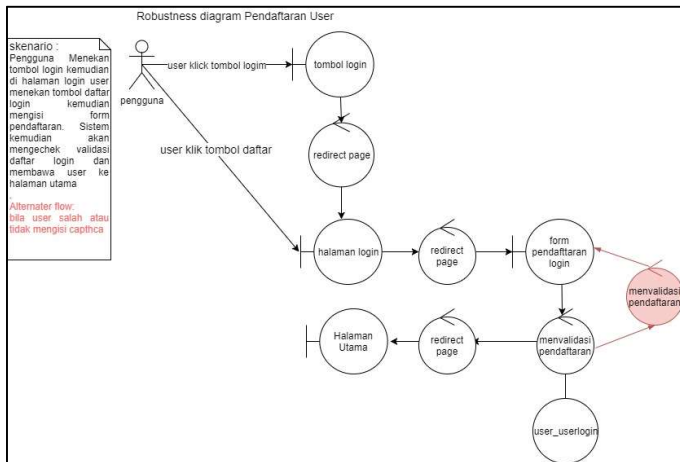 Robustness diagram Pendaftaran User
skenario :
Pengguna Menekan
tombol login kemudian
di halaman login user
menekan tombol daftar
login kemudian
mengisi form
pendaftaran. Sistem
kemudian akan
mengechek validasi
daftar login dan
membawa user ke
halaman utama
.
Alternater flow:
bila user salah atau
tidak mengisi capthca
pengguna
user klick tombol logim
tombol login
redirect page
user klik tombol daftar
halaman login
redirect
page
form
pendafttaran
login
menvalidasi
pendaftaran
Halaman
Utama
redirect
page
menvalidasi
pendaftaran
user_userlogin